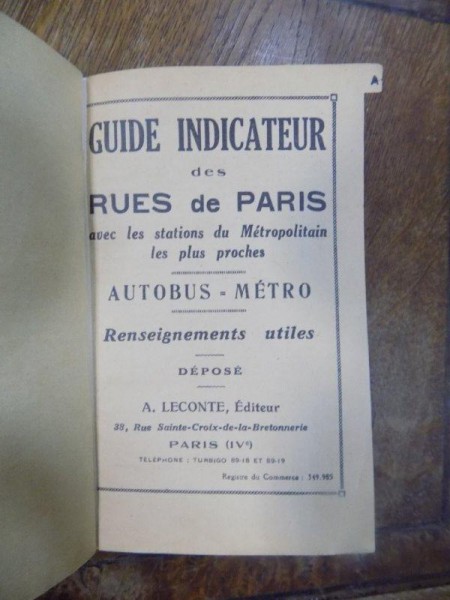 A
GUIDE INDICATEUR
des
RUES de PARIS
avec les stations du Métropolitain
les plus proches
AUTOBUS - MÉTRO
Renseignements utiles
DÉPOSÉ
A. LECONTE, Éditeur
38, Rue Sainte-Croix-de-la-Bretonnerie
PARIS (IVe)
TÉLÉPHONE : TURBIGO 89-18 ET 89-19
Registre du Commerce : 349.985